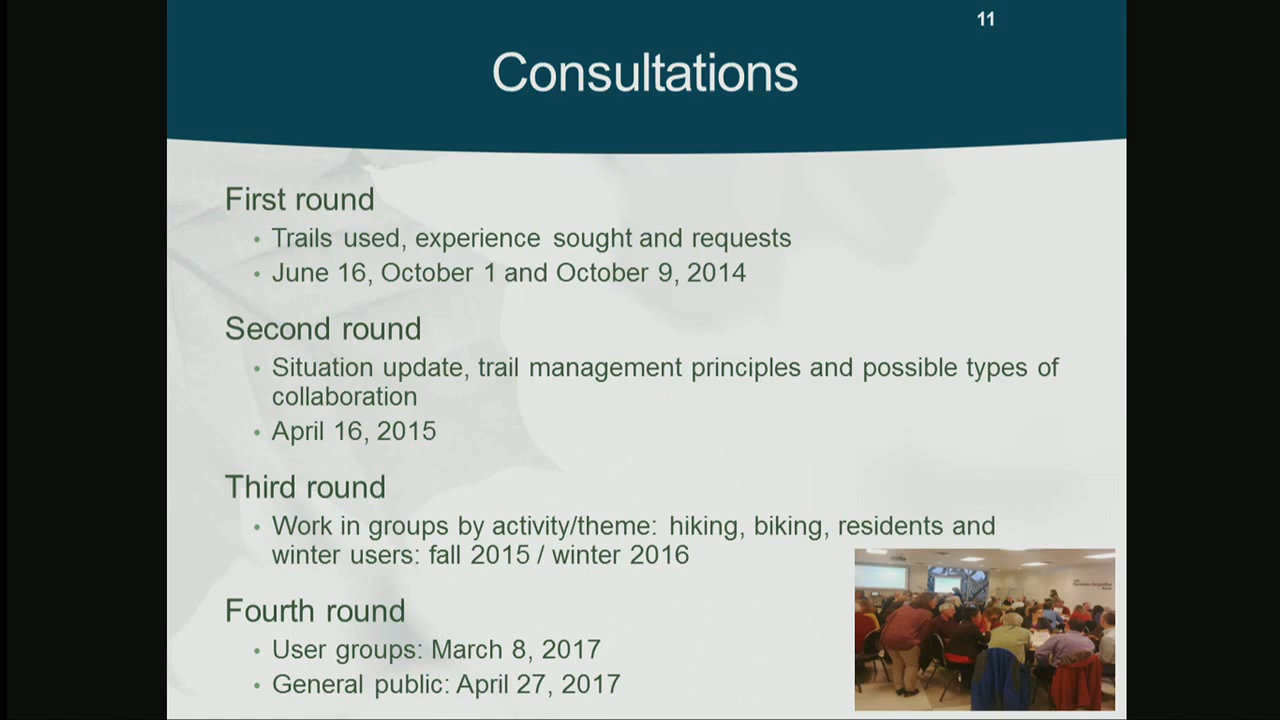 11
Consultations
First round
• Trails used, experience sought and requests
• June 16, October 1 and October 9, 2014
Second round
• Situation update, trail management principles and possible types of
collaboration
• April 16, 2015
Third round
• Work in groups by activity/theme: hiking, biking, residents and
winter users: fall 2015 / winter 2016
Fourth round
• User groups: March 8, 2017
• General public: April 27, 2017